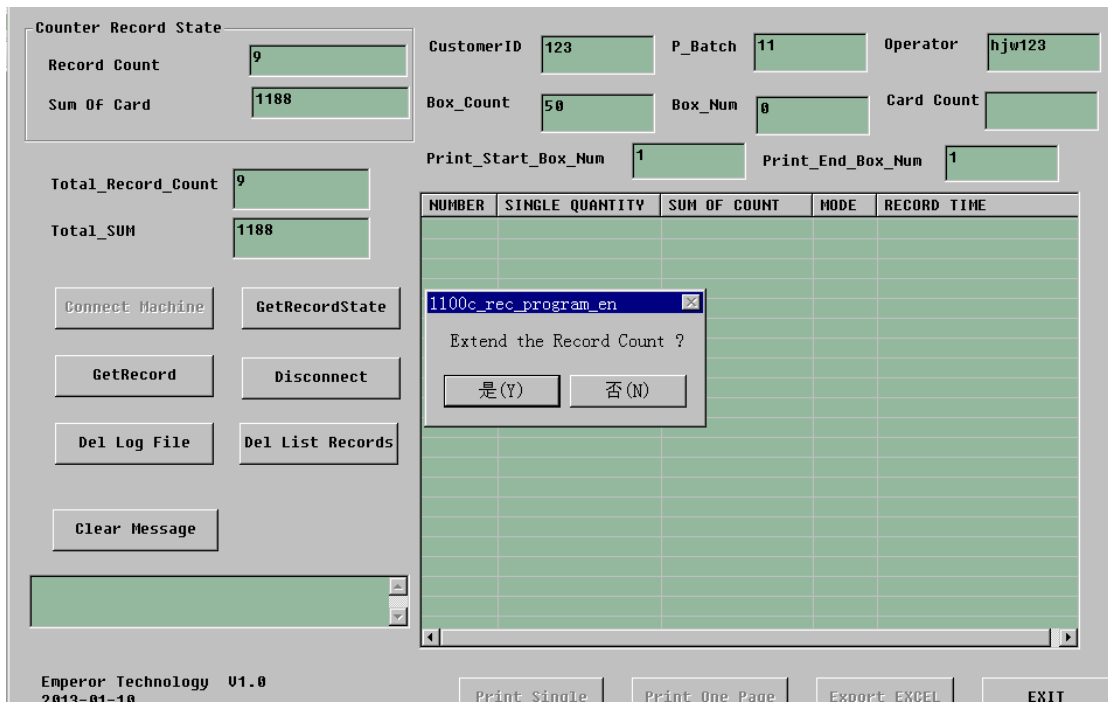 Counter Record State
Record Count 9
Sum Of Card 1188
CustomerID 123 P_Batch 11 Operator hjw123
Box_Count 50 Box_Num 0 Card Count
Print_Start_Box_Num 1 Print_End_Box_Num 1
Total_Record_Count 9
Total_SUM 1188
NUMBER SINGLE QUANTITY SUM OF COUNT MODE RECORD TIME
Connect Machine GetRecordState
GetRecord Disconnect
Del Log File Del List Records
Clear Message
1100c_rec_program_en
Extend the Record Count ?
是(Y) 否(N)
Emperor Technology V1.0
2013-01-10
Print Single Print One Page Export EXCEL EXIT